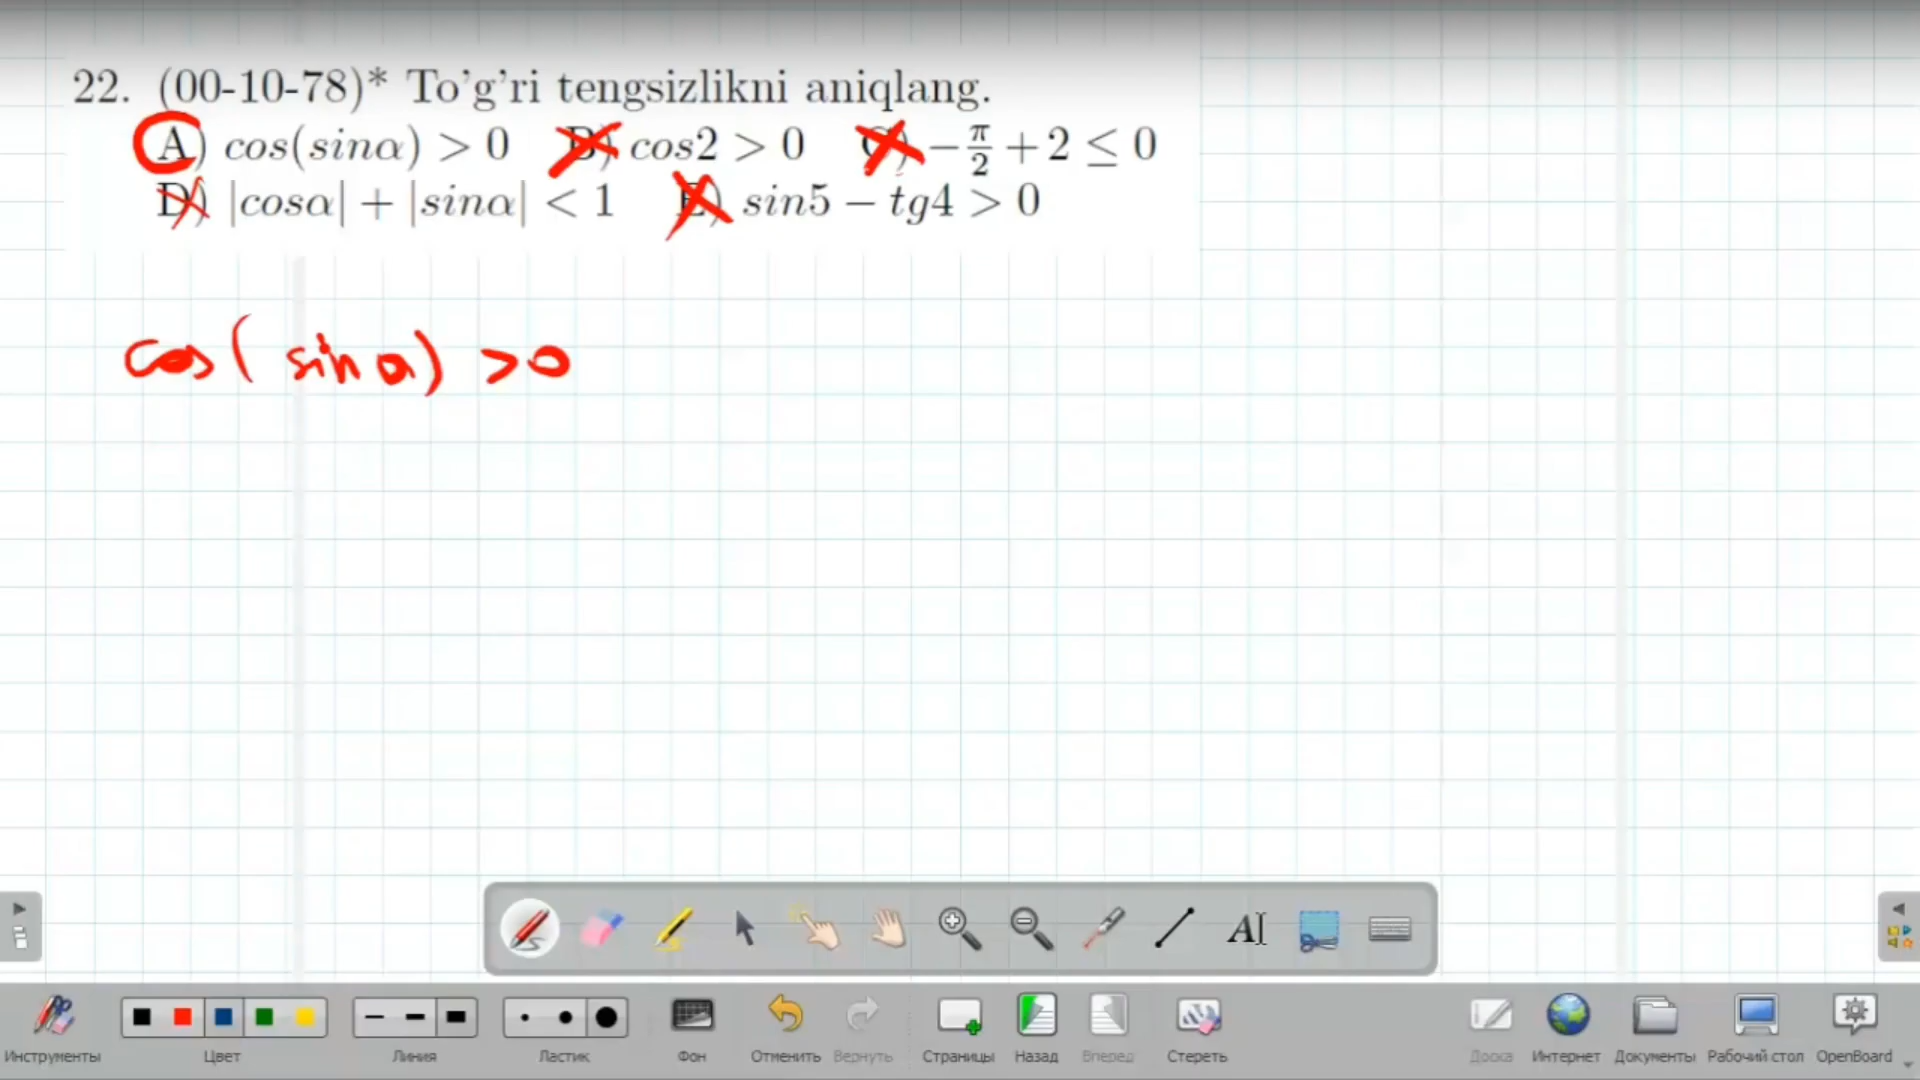 22. (00-10-78)* To'g'ri tengsizlikni aniqlang.
A) cos(sinα) > 0 B) cos2 > 0 C) −π/2 + 2 ≤ 0
D) |cosα| + |sinα| < 1 E) sin5 − tg4 > 0
cos( sin α) >0
Инструменты Цвет Линия Ластик Фон Отменить Вернуть Страницы Назад Вперед Стереть Доска Интернет Документы Рабочий стол OpenBoard